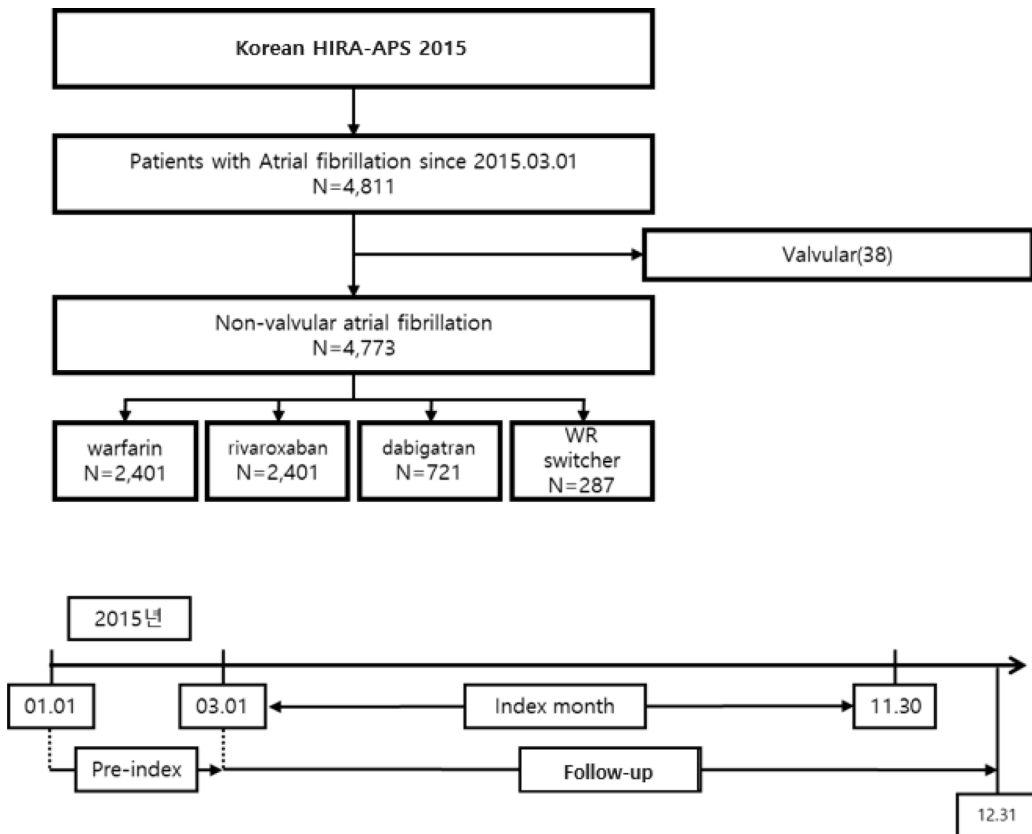 Korean HIRA-APS 2015
Patients with Atrial fibrillation since 2015.03.01
N=4,811
Valvular(38)
Non-valvular atrial fibrillation
N=4,773
warfarin
N=2,401
rivaroxaban
N=2,401
dabigatran
N=721
WR
switcher
N=287
2015년
01.01
03.01
Index month
11.30
Pre-index
Follow-up
12.31